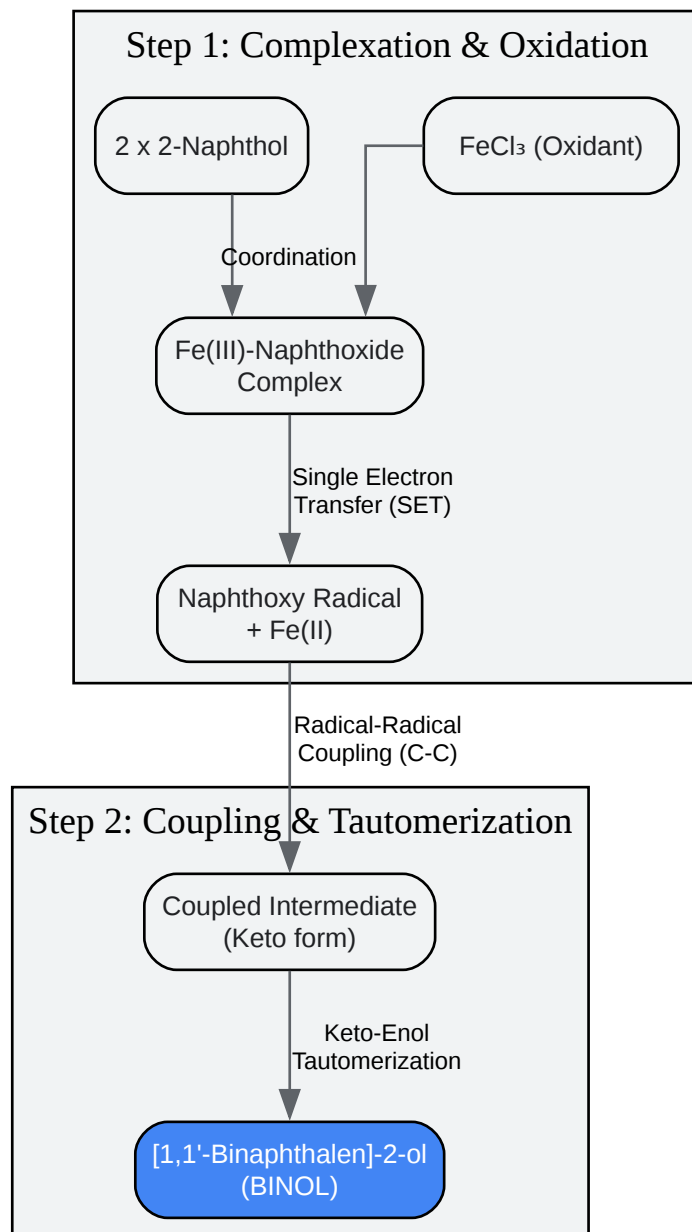 Step 1: Complexation & Oxidation
2 x 2-Naphthol
FeCl₃ (Oxidant)
Coordination
Fe(III)-Naphthoxide
Complex
Single Electron
Transfer (SET)
Naphthoxy Radical
+ Fe(II)
Radical-Radical
Coupling (C-C)
Step 2: Coupling & Tautomerization
Coupled Intermediate
(Keto form)
Keto-Enol
Tautomerization
[1,1'-Binaphthalen]-2-ol
(BINOL)